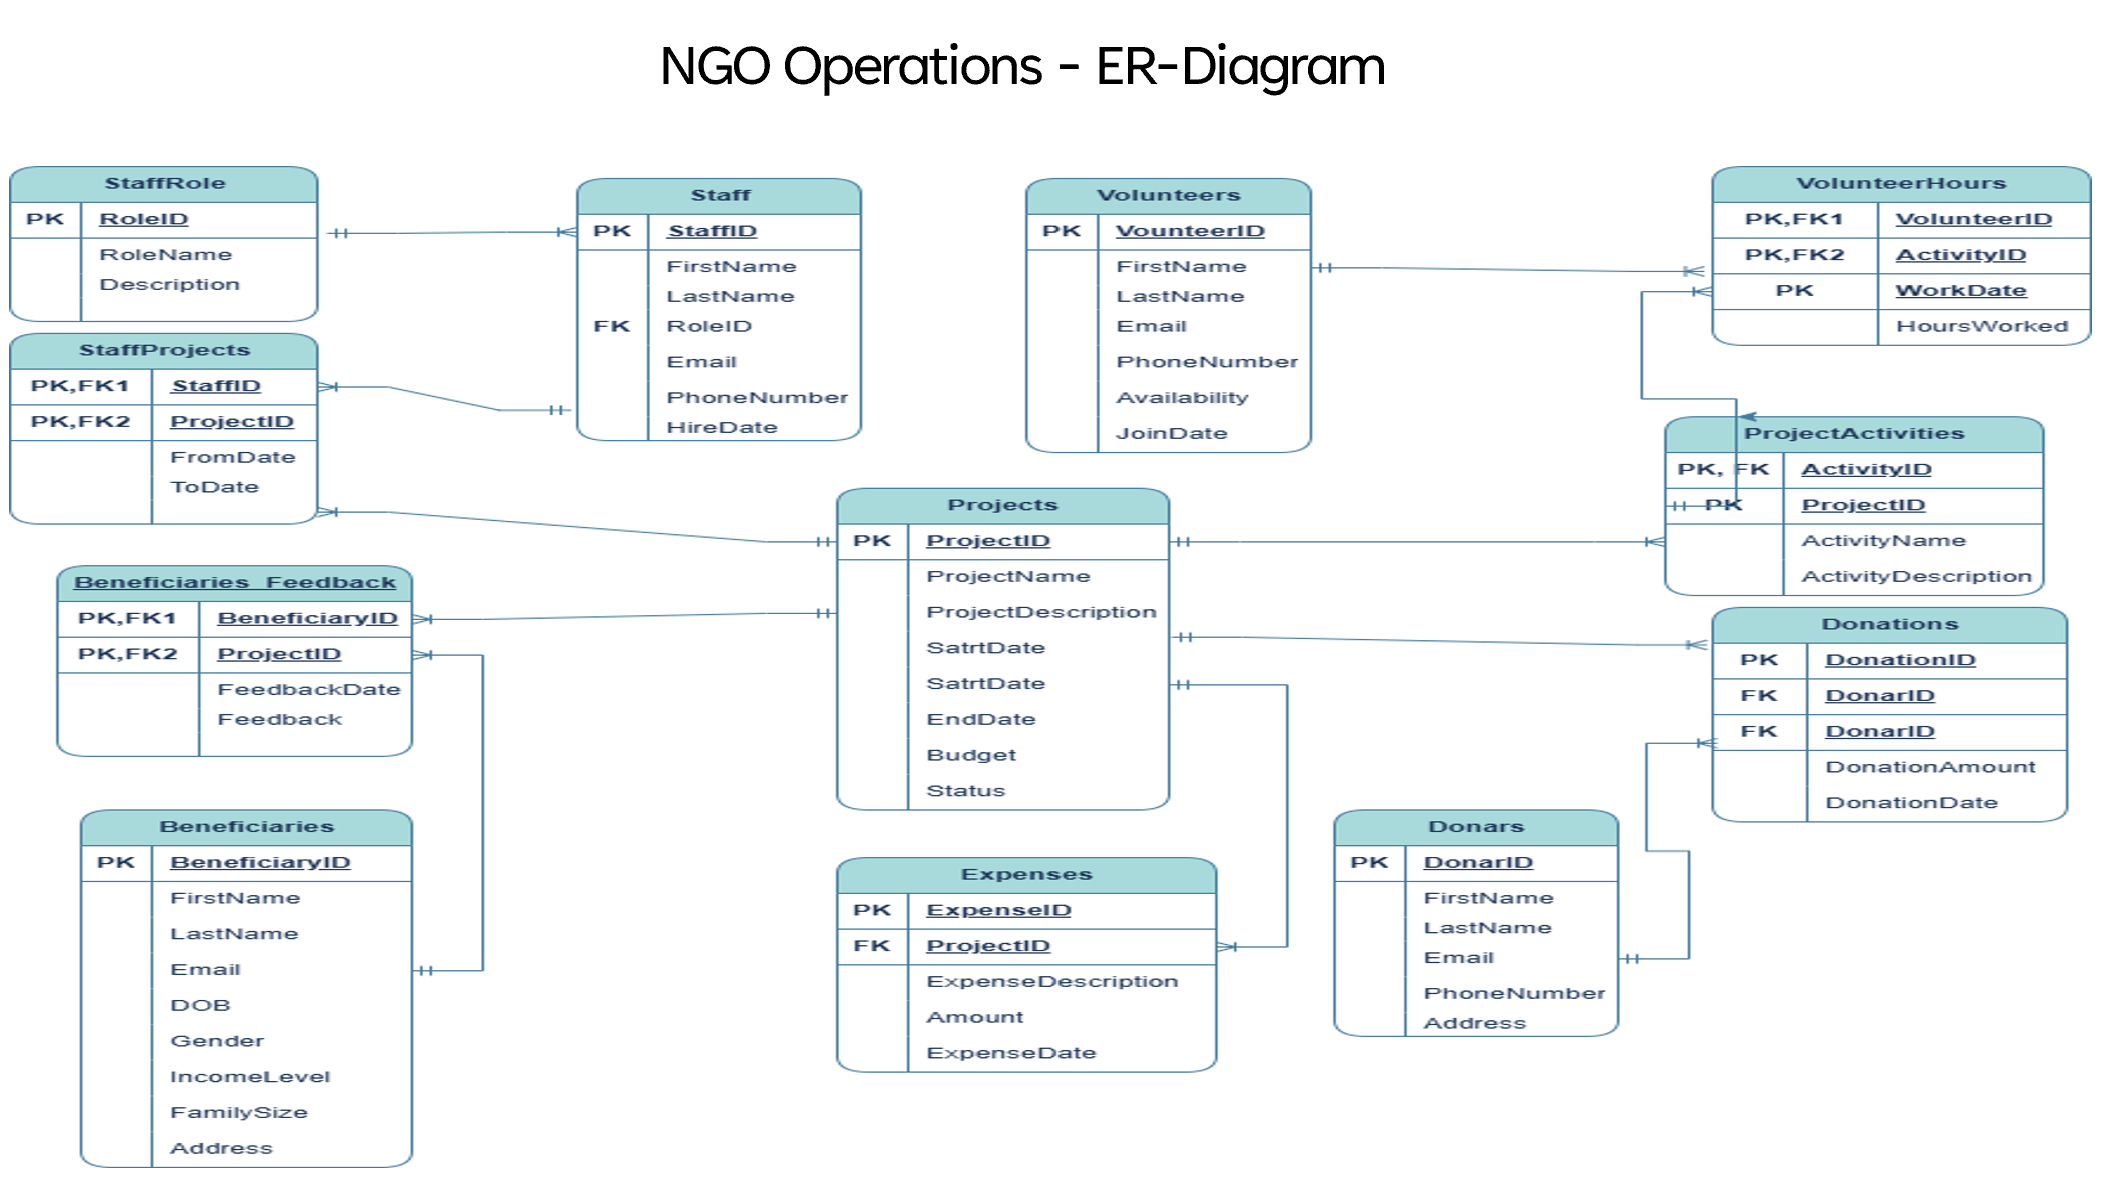 NGO Operations - ER-Diagram
StaffRole
PK RoleID
RoleName
Description
Staff
PK StaffID
FirstName
LastName
FK RoleID
Email
PhoneNumber
HireDate
Volunteers
PK VounteerID
FirstName
LastName
Email
PhoneNumber
Availability
JoinDate
VolunteerHours
PK,FK1 VolunteerID
PK,FK2 ActivityID
PK WorkDate
HoursWorked
StaffProjects
PK,FK1 StaffID
PK,FK2 ProjectID
FromDate
ToDate
ProjectActivities
PK, FK ActivityID
PK ProjectID
ActivityName
ActivityDescription
Projects
PK ProjectID
ProjectName
ProjectDescription
SatrtDate
SatrtDate
EndDate
Budget
Status
Beneficiaries_Feedback
PK,FK1 BeneficiaryID
PK,FK2 ProjectID
FeedbackDate
Feedback
Donations
PK DonationID
FK DonarID
FK DonarID
DonationAmount
DonationDate
Beneficiaries
PK BeneficiaryID
FirstName
LastName
Email
DOB
Gender
IncomeLevel
FamilySize
Address
Expenses
PK ExpenseID
FK ProjectID
ExpenseDescription
Amount
ExpenseDate
Donars
PK DonarID
FirstName
LastName
Email
PhoneNumber
Address